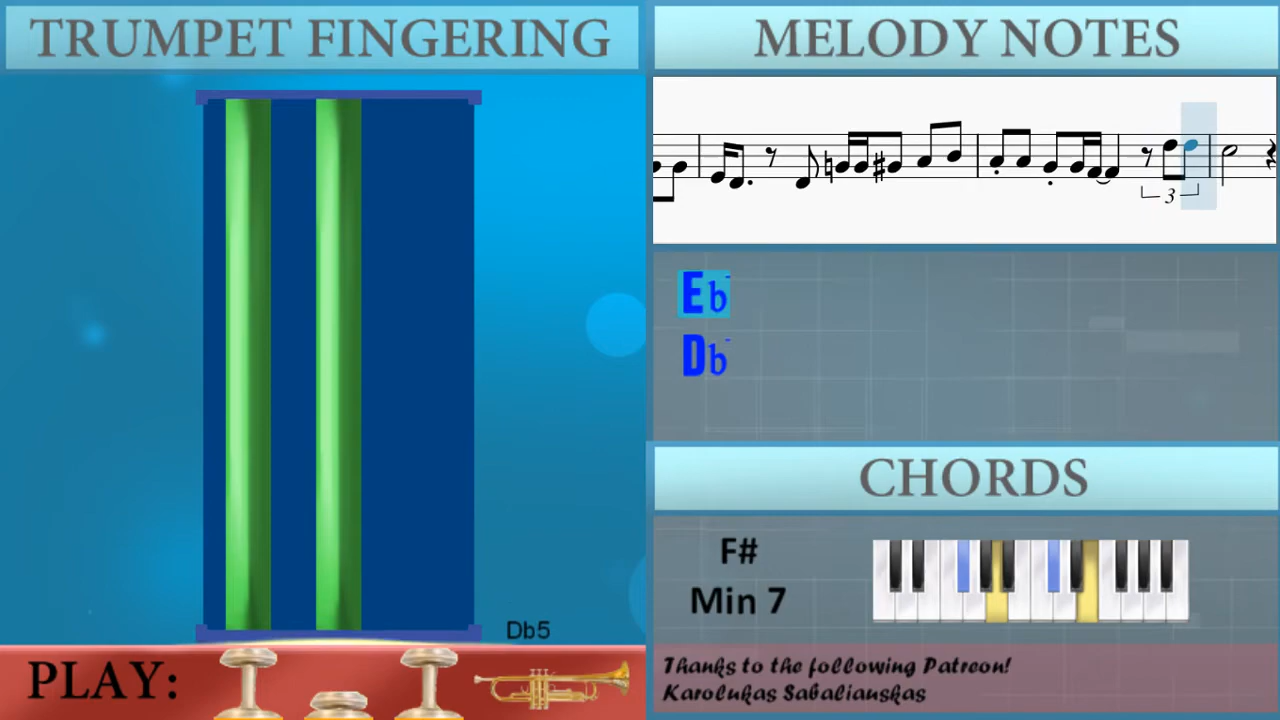 TRUMPET FINGERING
MELODY NOTES
3
Eb-
Db-
CHORDS
F#
Min 7
Db5
PLAY:
Thanks to the following Patreon!
Karolukas Sabaliauskas